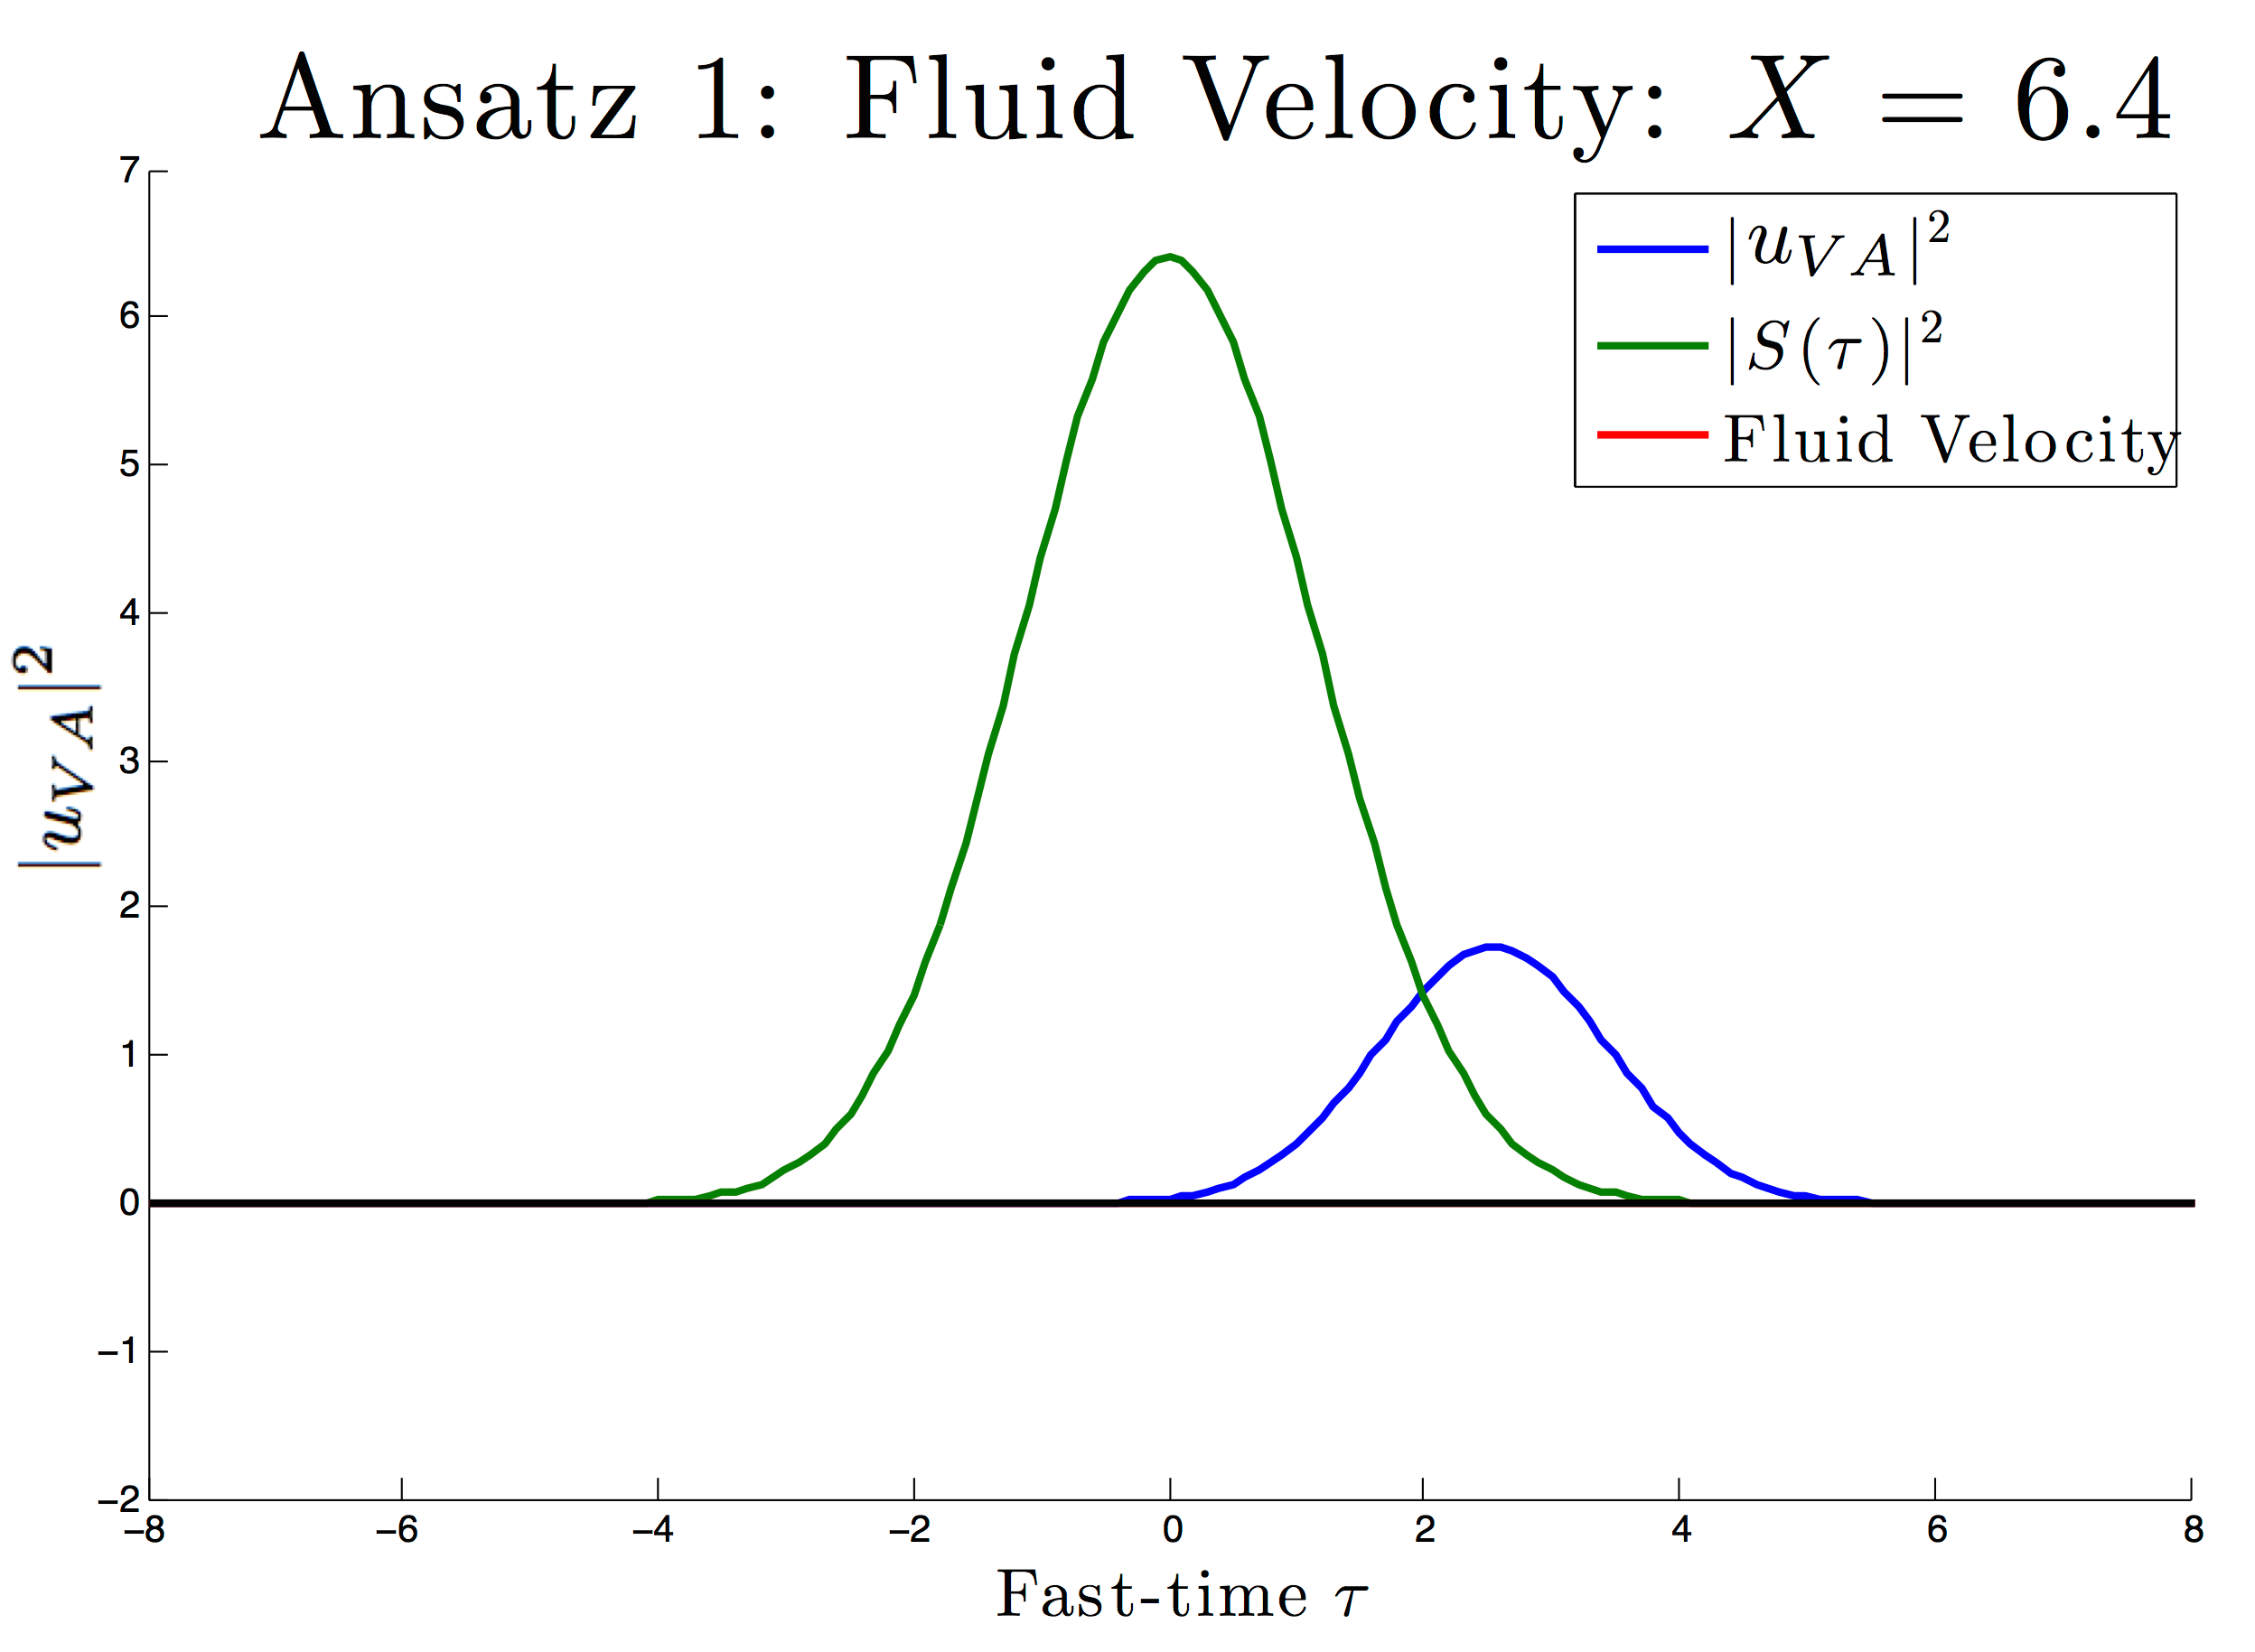 Ansatz 1: Fluid Velocity: X = 6.4
|u_{VA}|^2
|S(τ)|^2
Fluid Velocity
|u_{VA}|^2
7
6
5
4
3
2
1
0
−1
−2
−8 −6 −4 −2 0 2 4 6 8
Fast-time τ